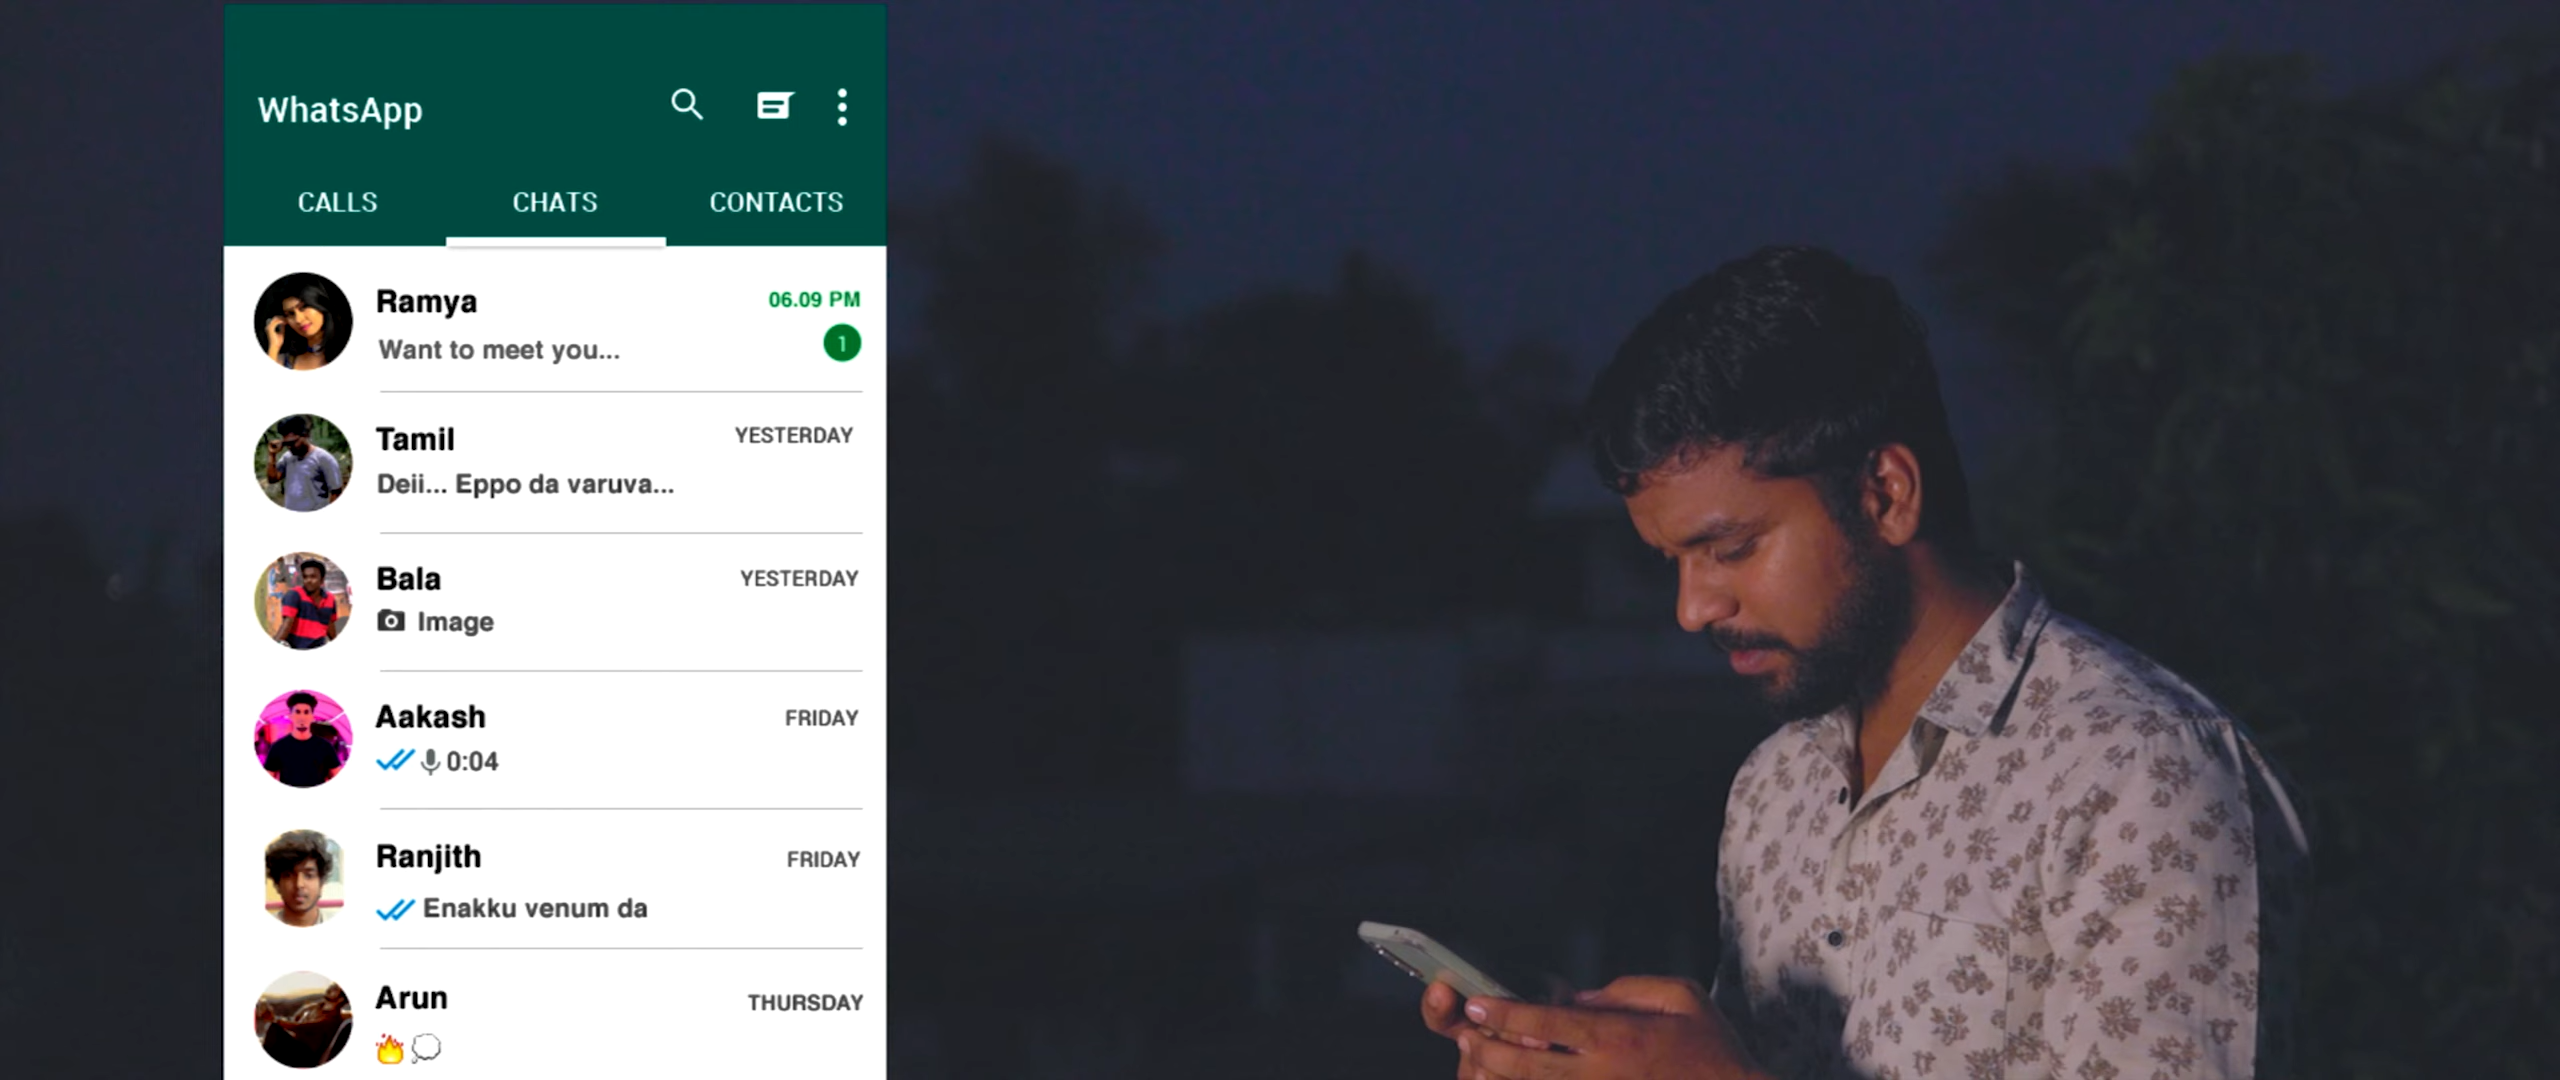 WhatsApp
CALLS CHATS CONTACTS
Ramya 06.09 PM
Want to meet you... 1
Tamil YESTERDAY
Deii... Eppo da varuva...
Bala YESTERDAY
Image
Aakash FRIDAY
0:04
Ranjith FRIDAY
Enakku venum da
Arun THURSDAY